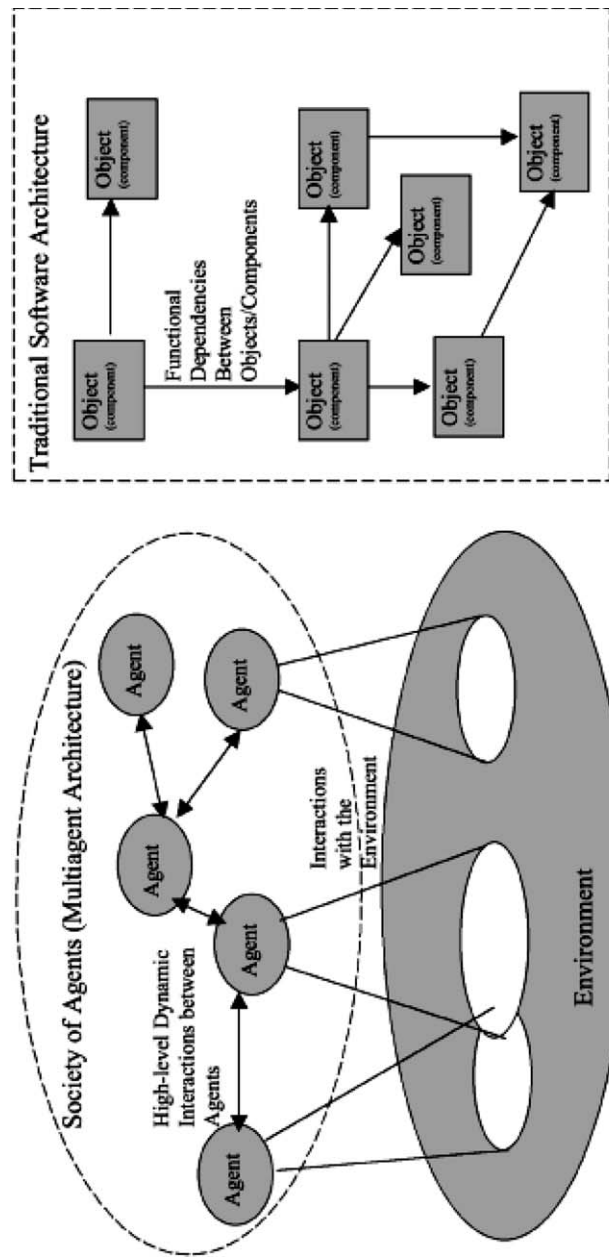 Society of Agents (Multiagent Architecture)
Agent
Agent
Agent
Agent
Agent
High-level Dynamic
Interactions between
Agents
Interactions
with the
Environment
Environment
Traditional Software Architecture
Object
(component)
Object
(component)
Functional
Dependencies
Between
Objects/Components
Object
(component)
Object
(component)
Object
(component)
Object
(component)
Object
(component)